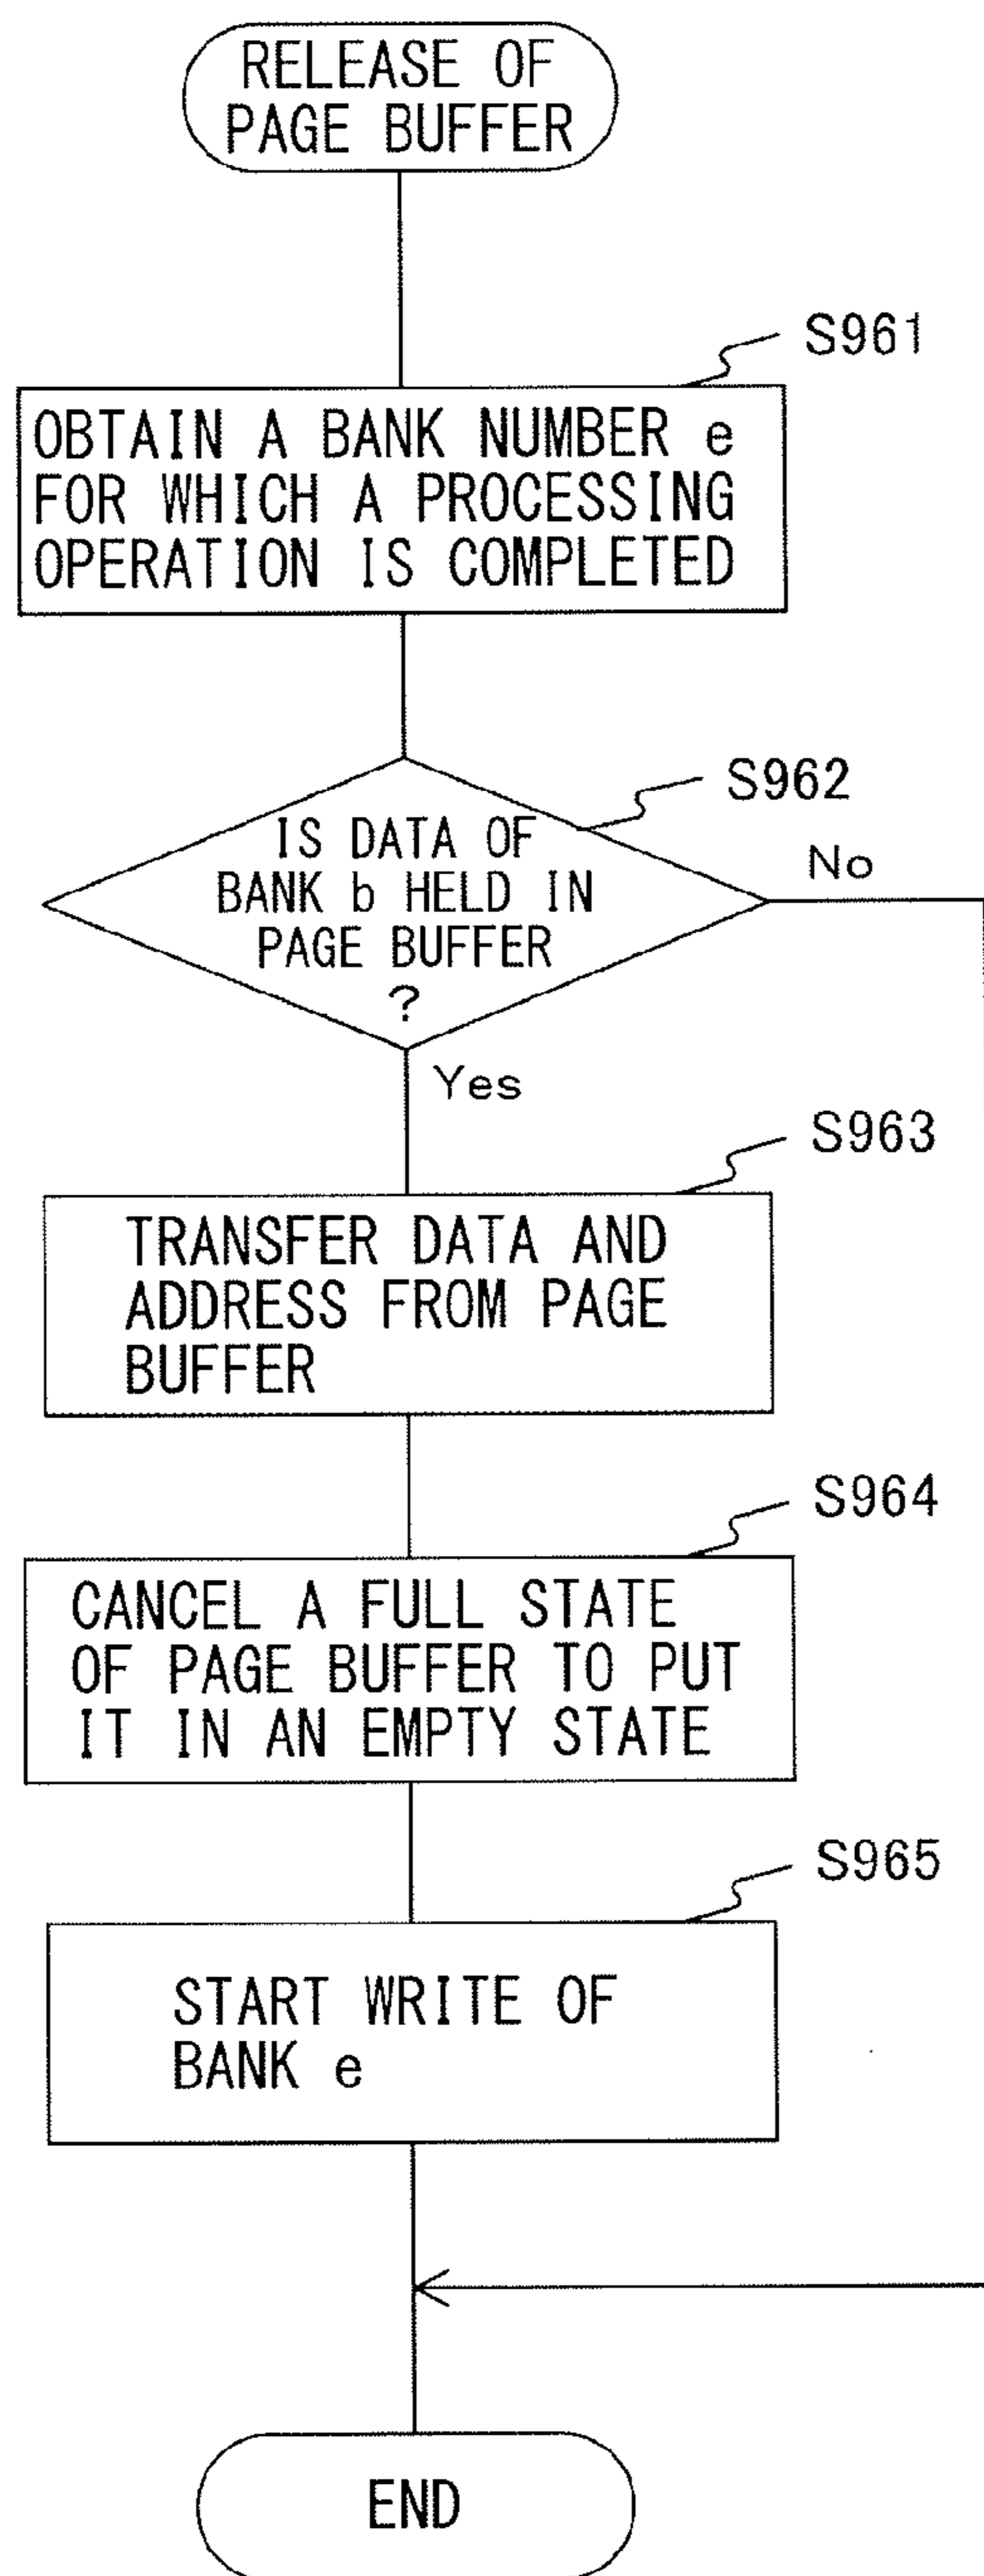 RELEASE OF
PAGE BUFFER
S961
OBTAIN A BANK NUMBER e
FOR WHICH A PROCESSING
OPERATION IS COMPLETED
S962
IS DATA OF
BANK b HELD IN
PAGE BUFFER
?
No
Yes
S963
TRANSFER DATA AND
ADDRESS FROM PAGE
BUFFER
S964
CANCEL A FULL STATE
OF PAGE BUFFER TO PUT
IT IN AN EMPTY STATE
S965
START WRITE OF
BANK e
END